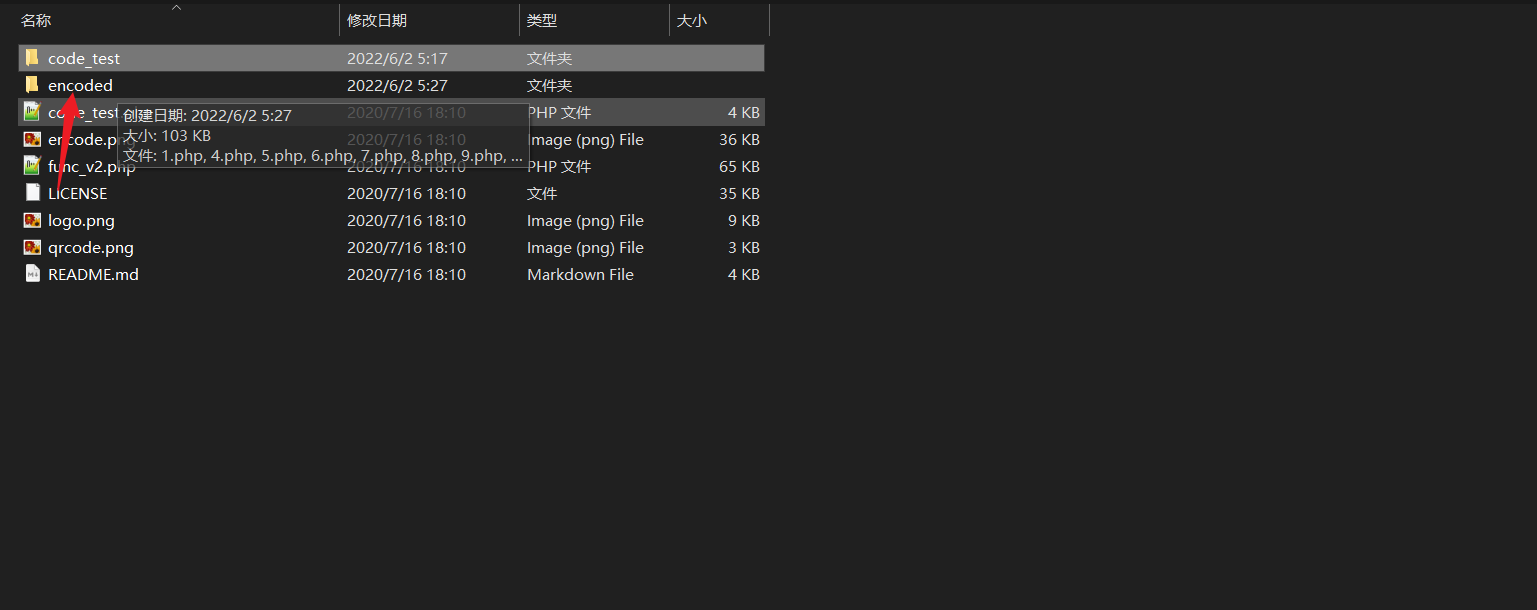 名称 修改日期 类型 大小
code_test 2022/6/2 5:17 文件夹
encoded 2022/6/2 5:27 文件夹
code_test 2020/7/16 18:10 PHP 文件 4 KB
创建日期: 2022/6/2 5:27
encode.png 2020/7/16 18:10 Image (png) File 36 KB
大小: 103 KB
文件: 1.php, 4.php, 5.php, 6.php, 7.php, 8.php, 9.php, ...
func_v2.php 2020/7/16 18:10 PHP 文件 65 KB
LICENSE 2020/7/16 18:10 文件 35 KB
logo.png 2020/7/16 18:10 Image (png) File 9 KB
qrcode.png 2020/7/16 18:10 Image (png) File 3 KB
README.md 2020/7/16 18:10 Markdown File 4 KB